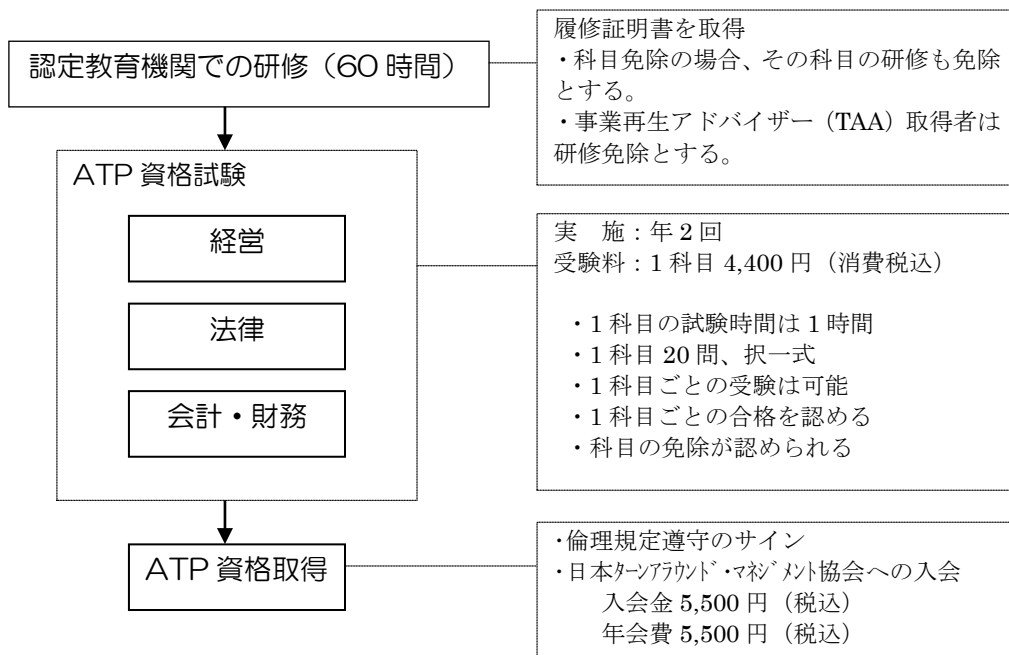 認定教育機関での研修（60 時間）
履修証明書を取得
・科目免除の場合、その科目の研修も免除
とする。
・事業再生アドバイザー（TAA）取得者は
研修免除とする。
ATP 資格試験
経営
法律
会計・財務
実　施：年 2 回
受験料：1 科目 4,400 円（消費税込）
・1 科目の試験時間は 1 時間
・1 科目 20 問、択一式
・1 科目ごとの受験は可能
・1 科目ごとの合格を認める
・科目の免除が認められる
ATP 資格取得
・倫理規定遵守のサイン
・日本ﾀｰﾝｱﾗｳﾝﾄﾞ・ﾏﾈｼﾞﾒﾝﾄ協会への入会
入会金 5,500 円（税込）
年会費 5,500 円（税込）